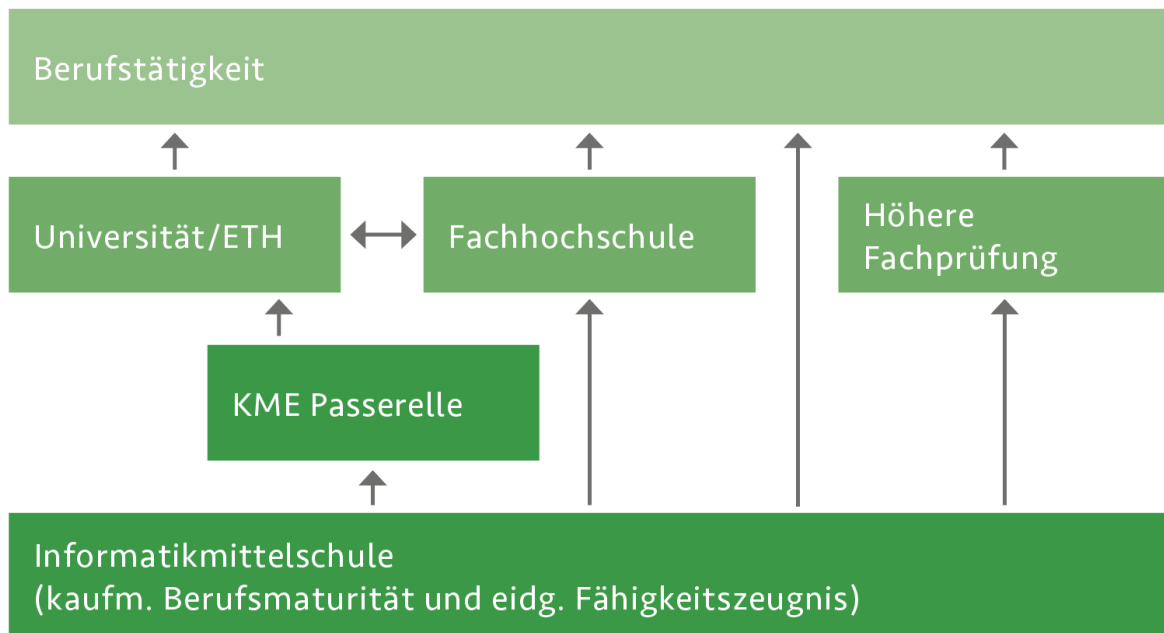 Berufstätigkeit
Universität/ETH
Fachhochschule
Höhere
Fachprüfung
KME Passerelle
Informatikmittelschule
(kaufm. Berufsmaturität und eidg. Fähigkeitszeugnis)